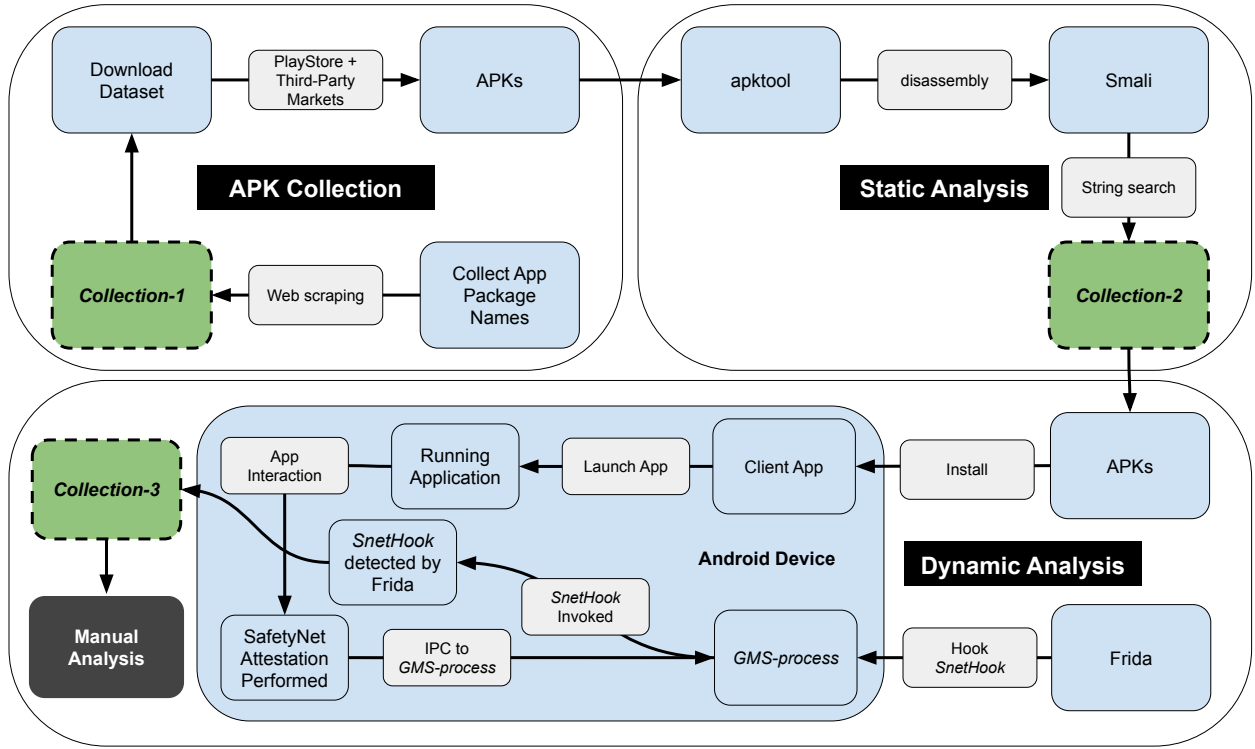 Download
Dataset
PlayStore +
Third-Party
Markets
APKs
APK Collection
Collection-1
Web scraping
Collect App
Package
Names
apktool
disassembly
Smali
Static Analysis
String search
Collection-2
Collection-3
App
Interaction
Running
Application
Launch App
Client App
Install
APKs
SnetHook
detected by
Frida
Android Device
Dynamic Analysis
SnetHook
Invoked
Manual
Analysis
SafetyNet
Attestation
Performed
IPC to
GMS-process
GMS-process
Hook
SnetHook
Frida